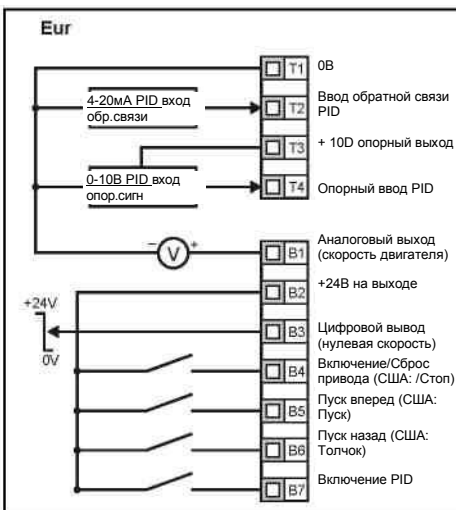 Eur
T1 0В
4-20мА PID вход
обр.связи
T2 Ввод обратной связи
PID
T3 + 10D опорный выход
0-10В PID вход
опор.сигн
T4 Опорный ввод PID
− V +
B1 Аналоговый выход
(скорость двигателя)
B2 +24В на выходе
+24V
0V
B3 Цифровой вывод
(нулевая скорость)
B4 Включение/Сброс
привода (США: /Стоп)
B5 Пуск вперед (США:
Пуск)
B6 Пуск назад (США:
Толчок)
B7 Включение PID